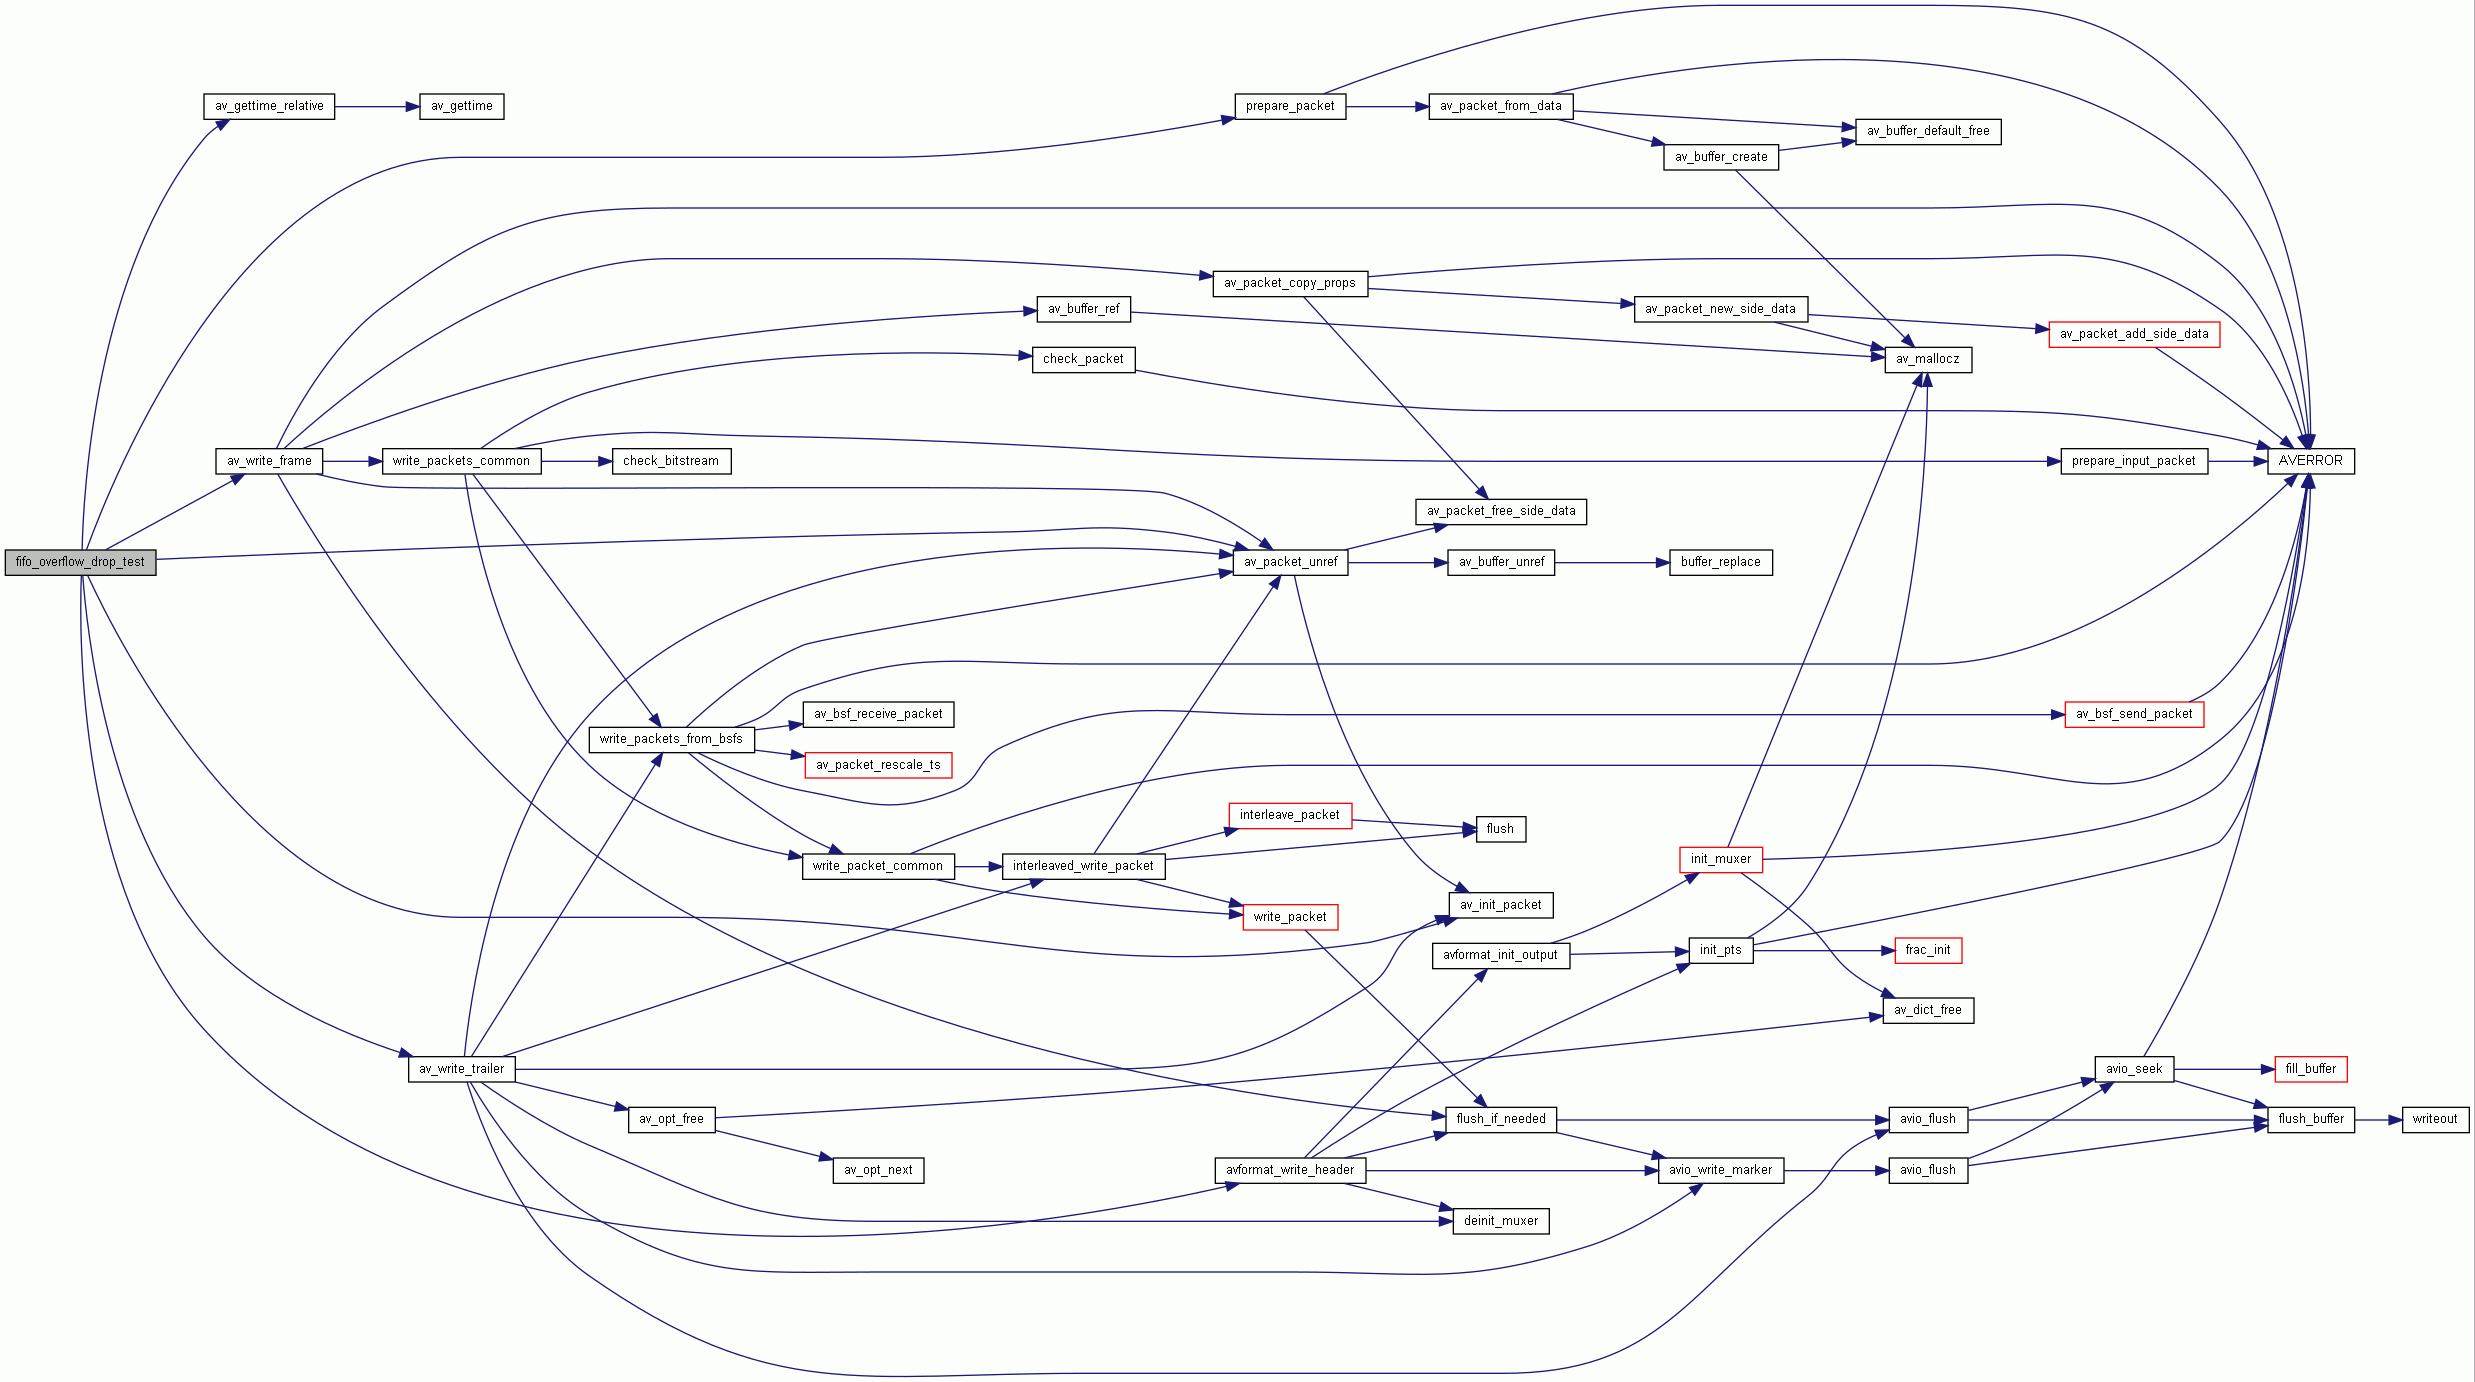 av_gettime_relative
av_gettime
prepare_packet
av_packet_from_data
av_buffer_default_free
av_buffer_create
av_packet_copy_props
av_buffer_ref
av_packet_new_side_data
av_packet_add_side_data
check_packet
av_mallocz
av_write_frame
write_packets_common
check_bitstream
prepare_input_packet
AVERROR
av_packet_free_side_data
fifo_overflow_drop_test
av_packet_unref
av_buffer_unref
buffer_replace
av_bsf_receive_packet
av_bsf_send_packet
write_packets_from_bsfs
av_packet_rescale_ts
interleave_packet
flush
write_packet_common
interleaved_write_packet
init_muxer
av_init_packet
write_packet
avformat_init_output
init_pts
frac_init
av_dict_free
av_write_trailer
avio_seek
fill_buffer
av_opt_free
flush_if_needed
avio_flush
flush_buffer
writeout
av_opt_next
avformat_write_header
avio_write_marker
avio_flush
deinit_muxer